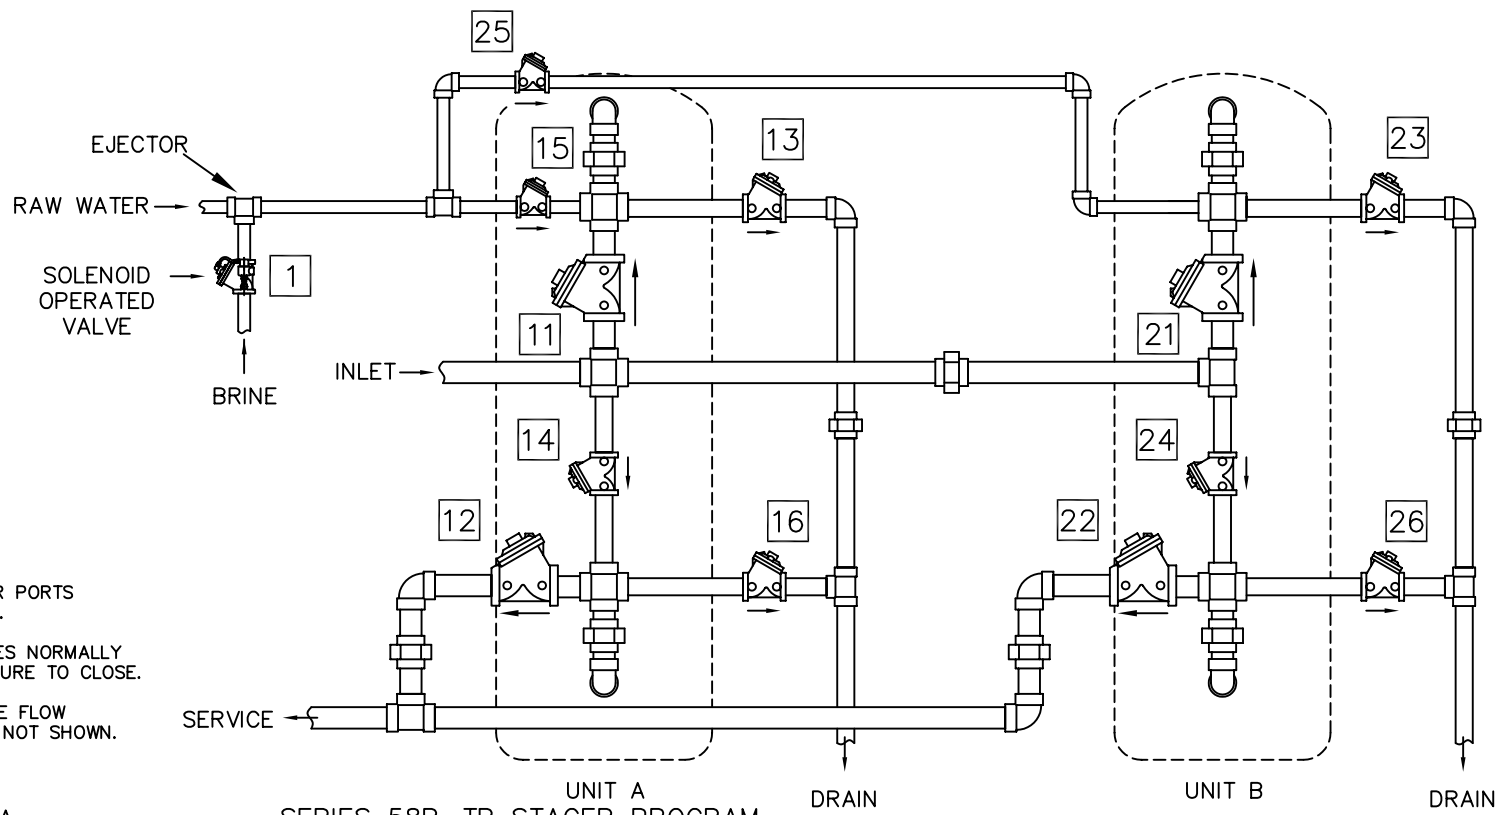 25
EJECTOR
15
13
23
RAW WATER
SOLENOID
OPERATED
VALVE
1
11
21
INLET
BRINE
14
24
12
16
22
26
R PORTS
.
ES NORMALLY
URE TO CLOSE.
E FLOW
NOT SHOWN.
SERVICE
UNIT A
DRAIN
UNIT B
DRAIN